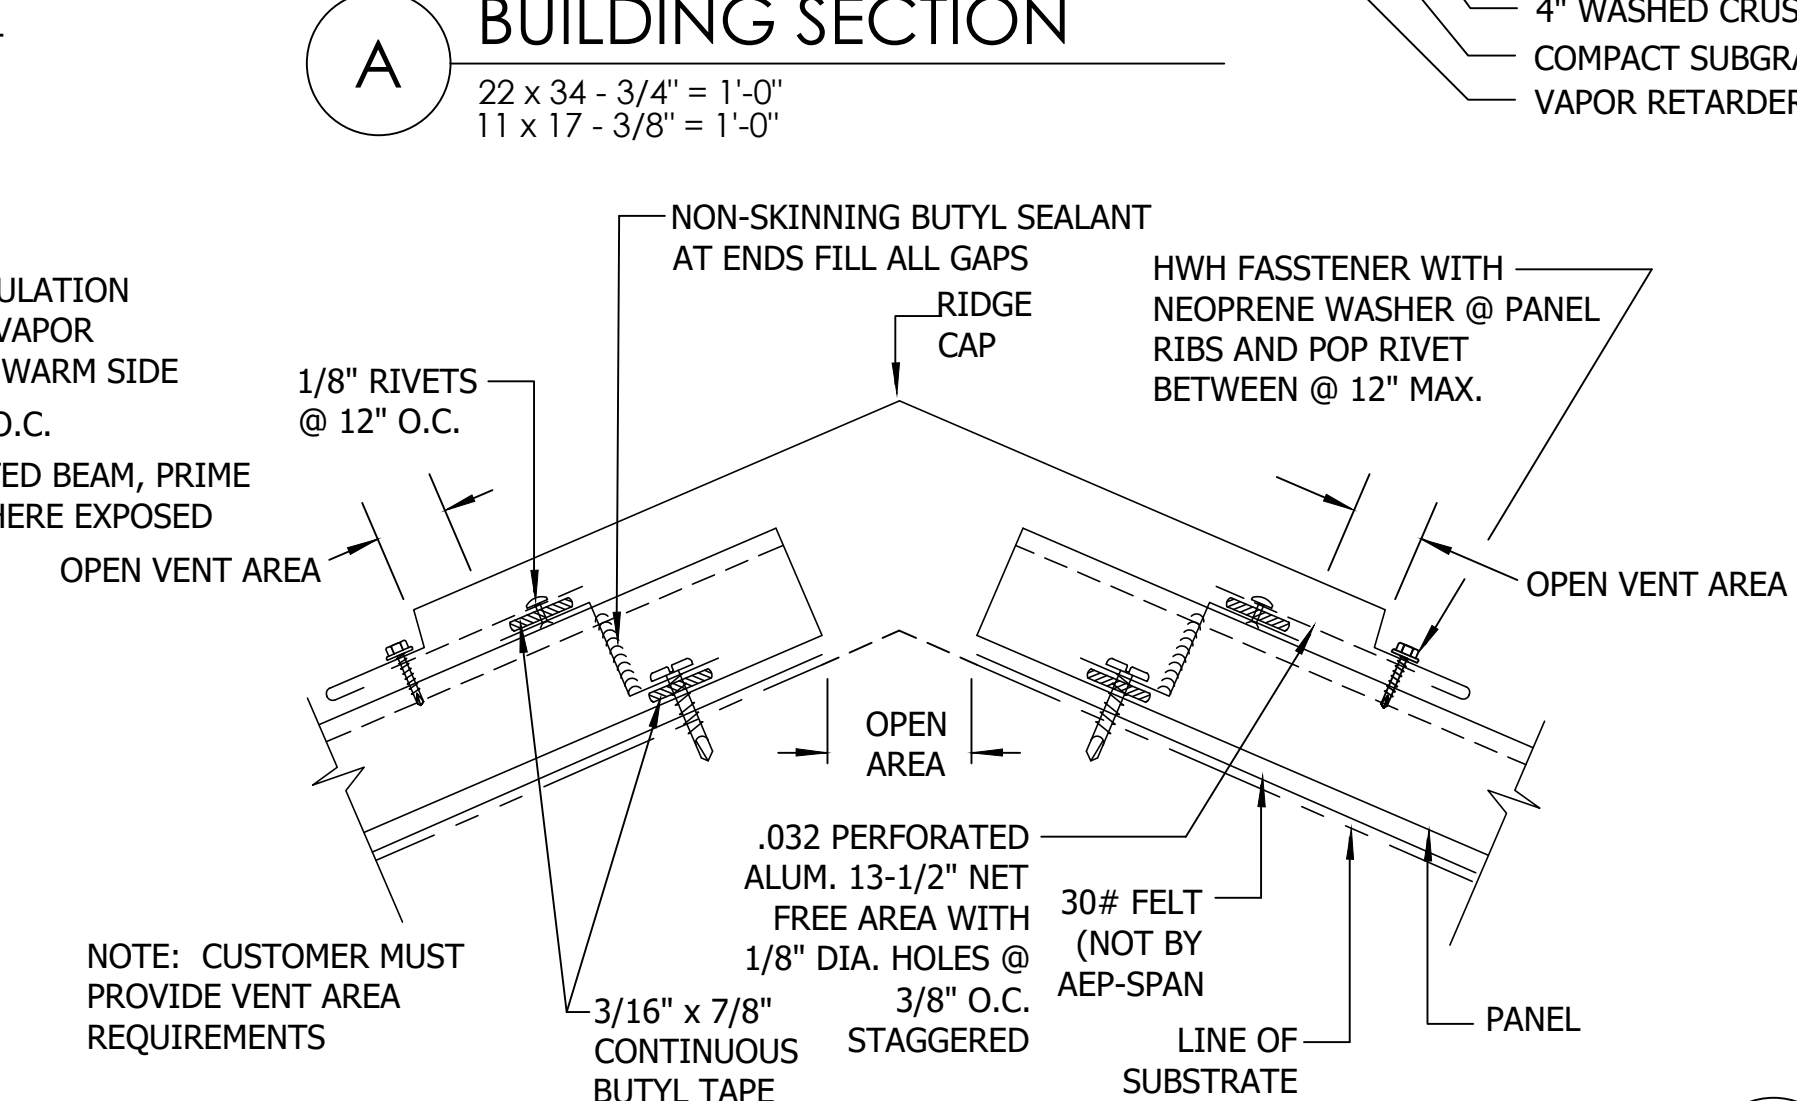 BUILDING SECTION
A
22 x 34 - 3/4" = 1'-0"
11 x 17 - 3/8" = 1'-0"
4" WASHED
COMPACT
VAPOR RETARDER
NON-SKINNING BUTYL SEALANT
AT ENDS FILL ALL GAPS
RIDGE
CAP
HWH FASSTENER WITH
NEOPRENE WASHER @ PANEL
RIBS AND POP RIVET
BETWEEN @ 12" MAX.
VAPOR
WARM SIDE
O.C.
BEAM, PRIME
EXPOSED
1/8" RIVETS
@ 12" O.C.
OPEN VENT AREA
OPEN VENT AREA
OPEN
AREA
.032 PERFORATED
ALUM. 13-1/2" NET
FREE AREA WITH
1/8" DIA. HOLES @
3/8" O.C.
STAGGERED
30# FELT
(NOT BY
AEP-SPAN
NOTE: CUSTOMER MUST
PROVIDE VENT AREA
REQUIREMENTS
3/16" x 7/8"
CONTINUOUS
BUTYL TAPE
LINE OF
SUBSTRATE
PANEL